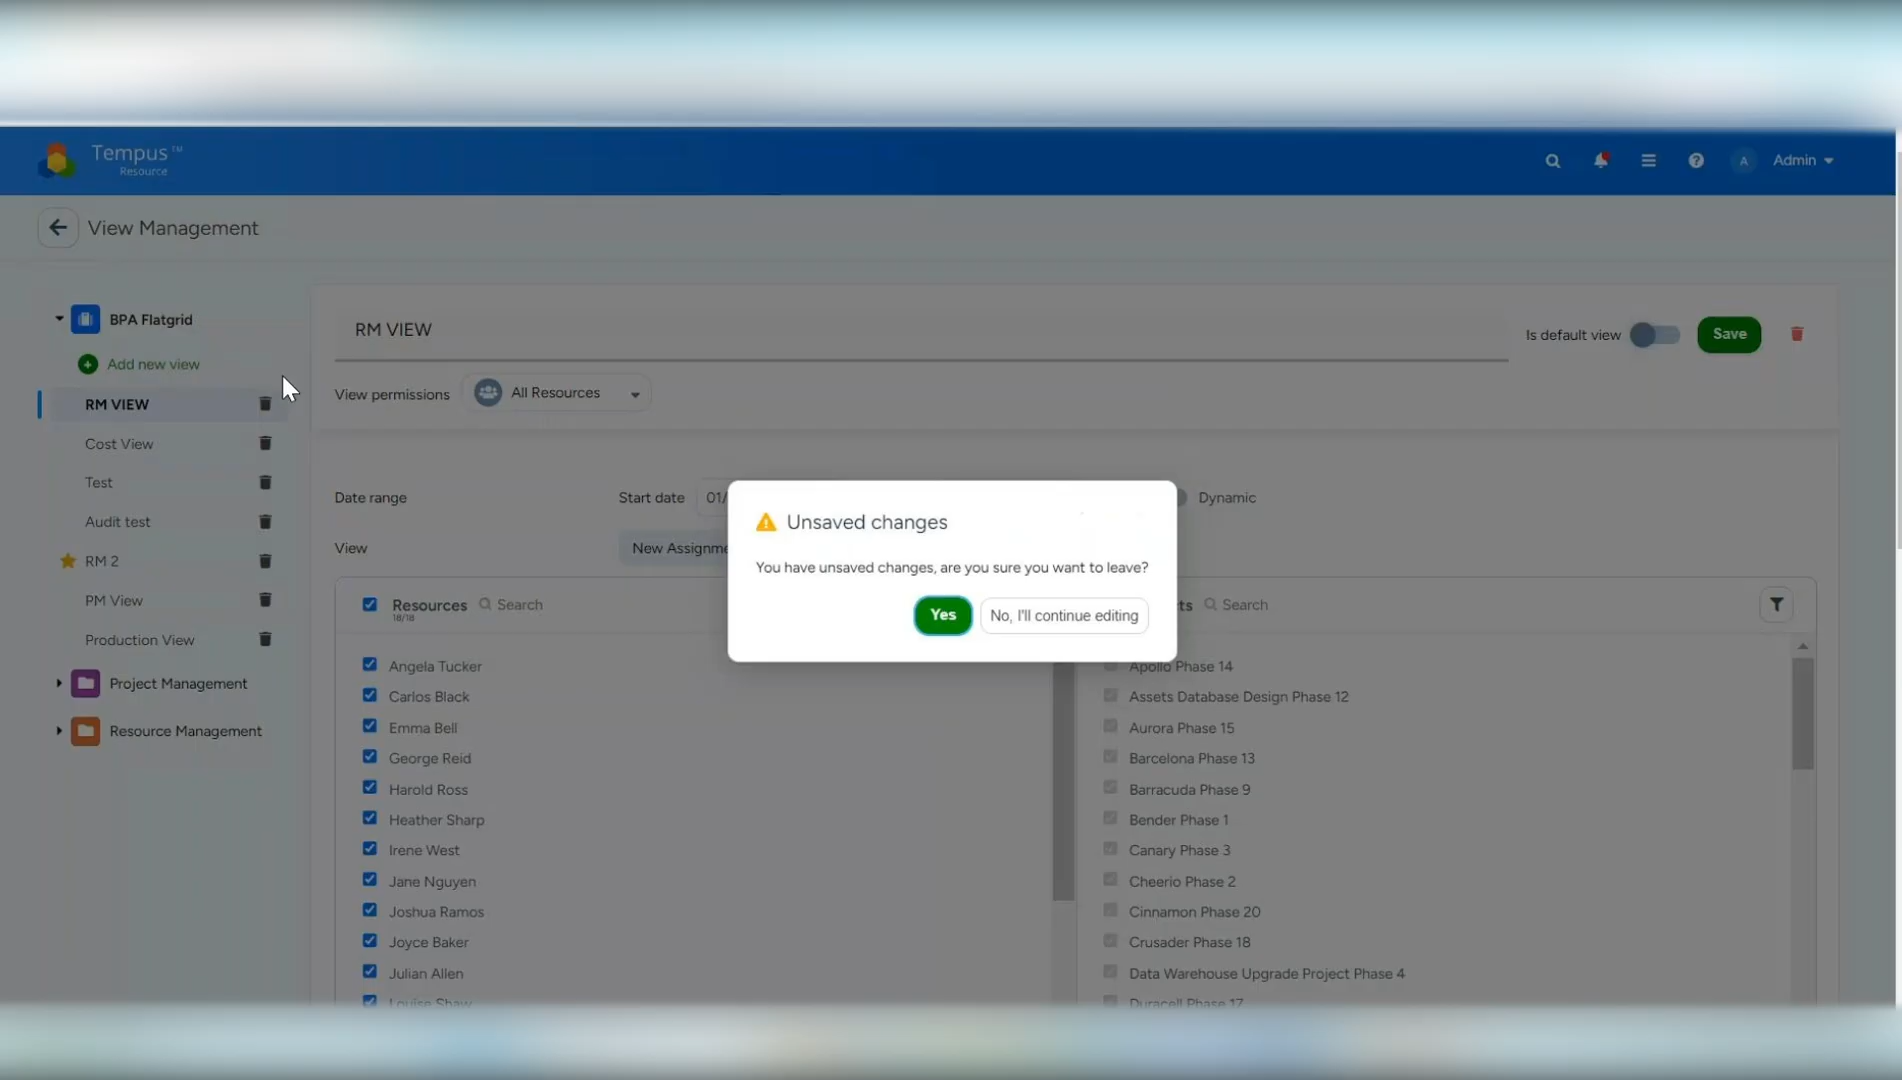 Tempus™
Resource
A
Admin
View Management
BPA Flatgrid
Add new view
RM VIEW
Cost View
Test
Audit test
RM 2
PM View
Production View
Project Management
Resource Management
RM VIEW
Is default view
Save
View permissions
All Resources
Date range
Start date
01/
Dynamic
View
New Assignme
Unsaved changes
You have unsaved changes, are you sure you want to leave?
Yes
No, I'll continue editing
Resources
18/18
Search
Angela Tucker
Carlos Black
Emma Bell
George Reid
Harold Ross
Heather Sharp
Irene West
Jane Nguyen
Joshua Ramos
Joyce Baker
Julian Allen
Louise Shaw
ts
Search
Apollo Phase 14
Assets Database Design Phase 12
Aurora Phase 15
Barcelona Phase 13
Barracuda Phase 9
Bender Phase 1
Canary Phase 3
Cheerio Phase 2
Cinnamon Phase 20
Crusader Phase 18
Data Warehouse Upgrade Project Phase 4
Duracell Phase 17